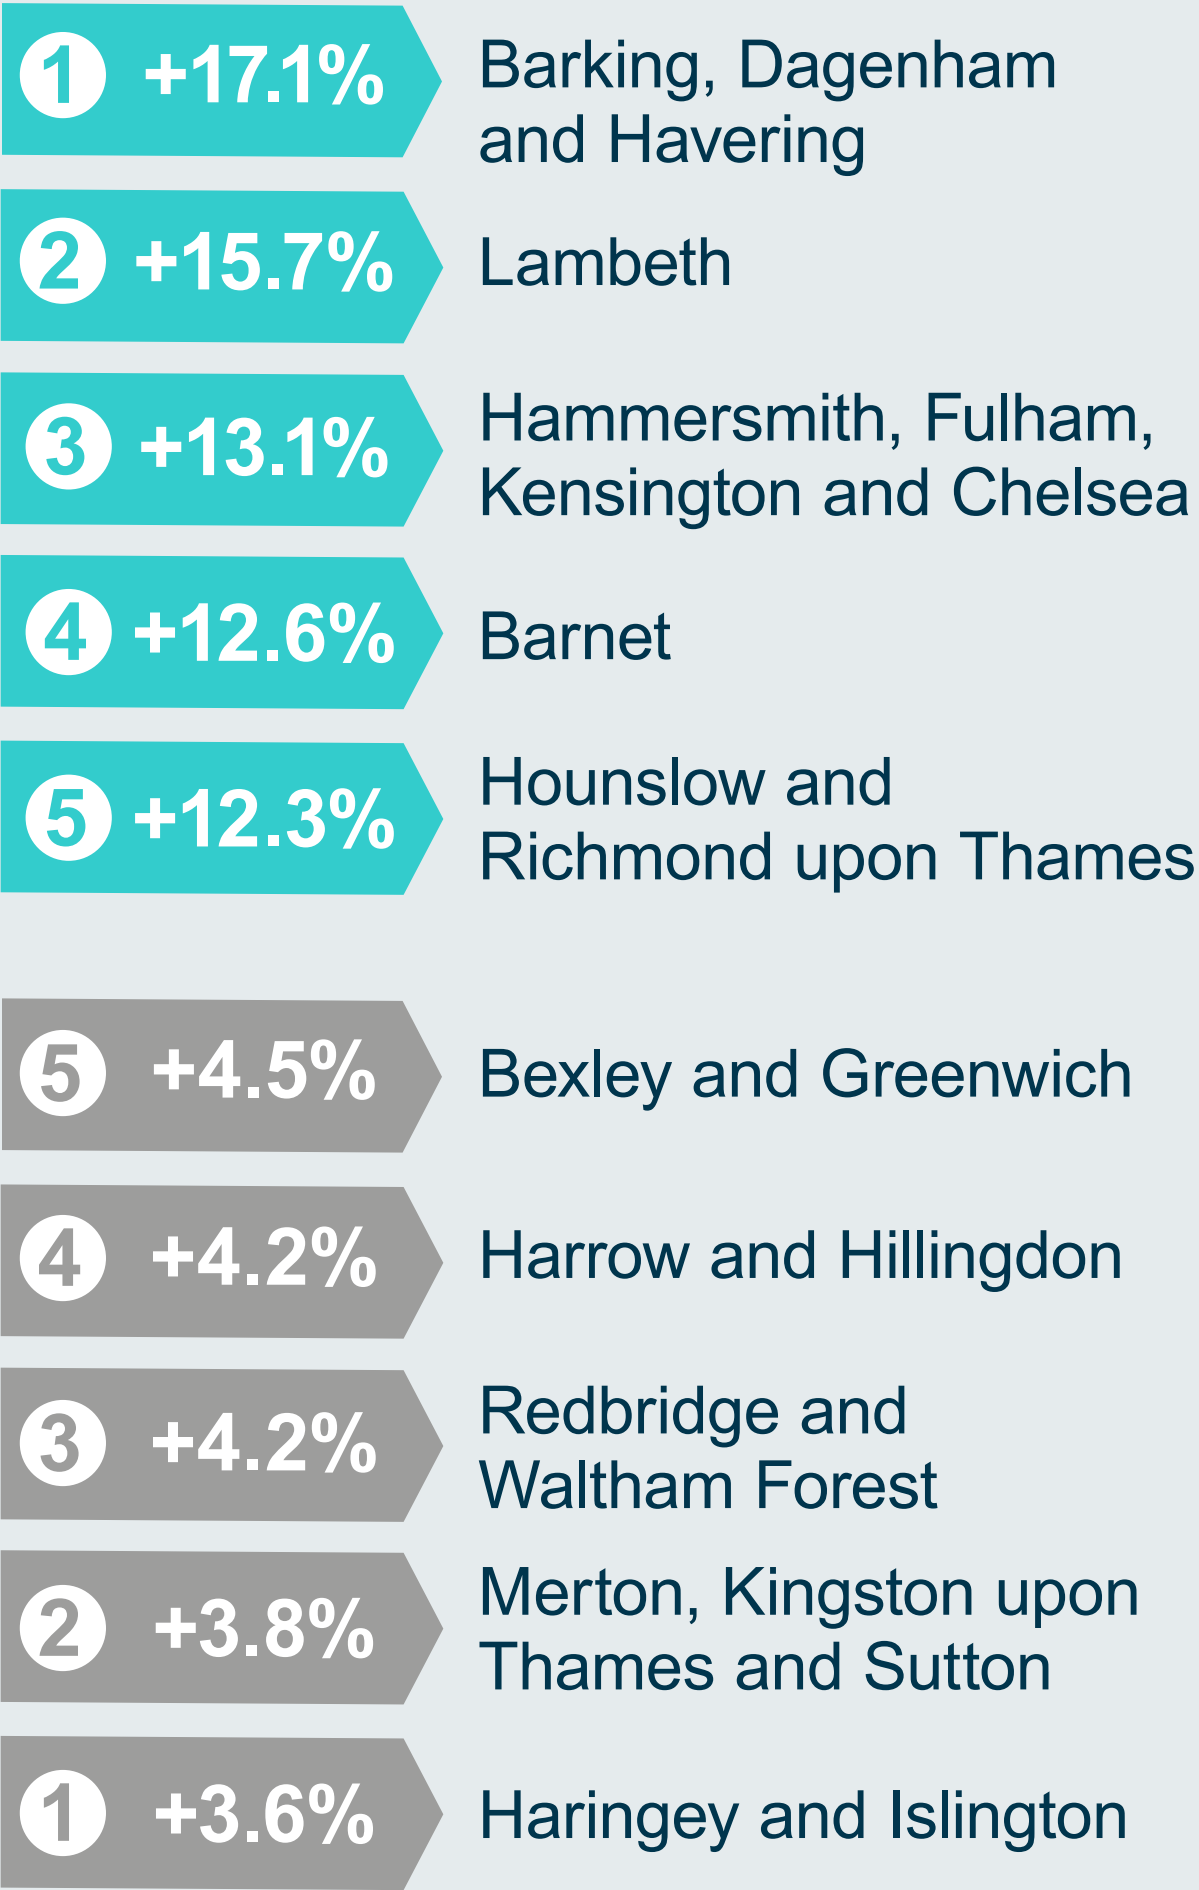 1 +17.1% Barking, Dagenham
and Havering
2 +15.7% Lambeth
3 +13.1% Hammersmith, Fulham,
Kensington and Chelsea
4 +12.6% Barnet
5 +12.3% Hounslow and
Richmond upon Thames
5 +4.5% Bexley and Greenwich
4 +4.2% Harrow and Hillingdon
3 +4.2% Redbridge and
Waltham Forest
2 +3.8% Merton, Kingston upon
Thames and Sutton
1 +3.6% Haringey and Islington